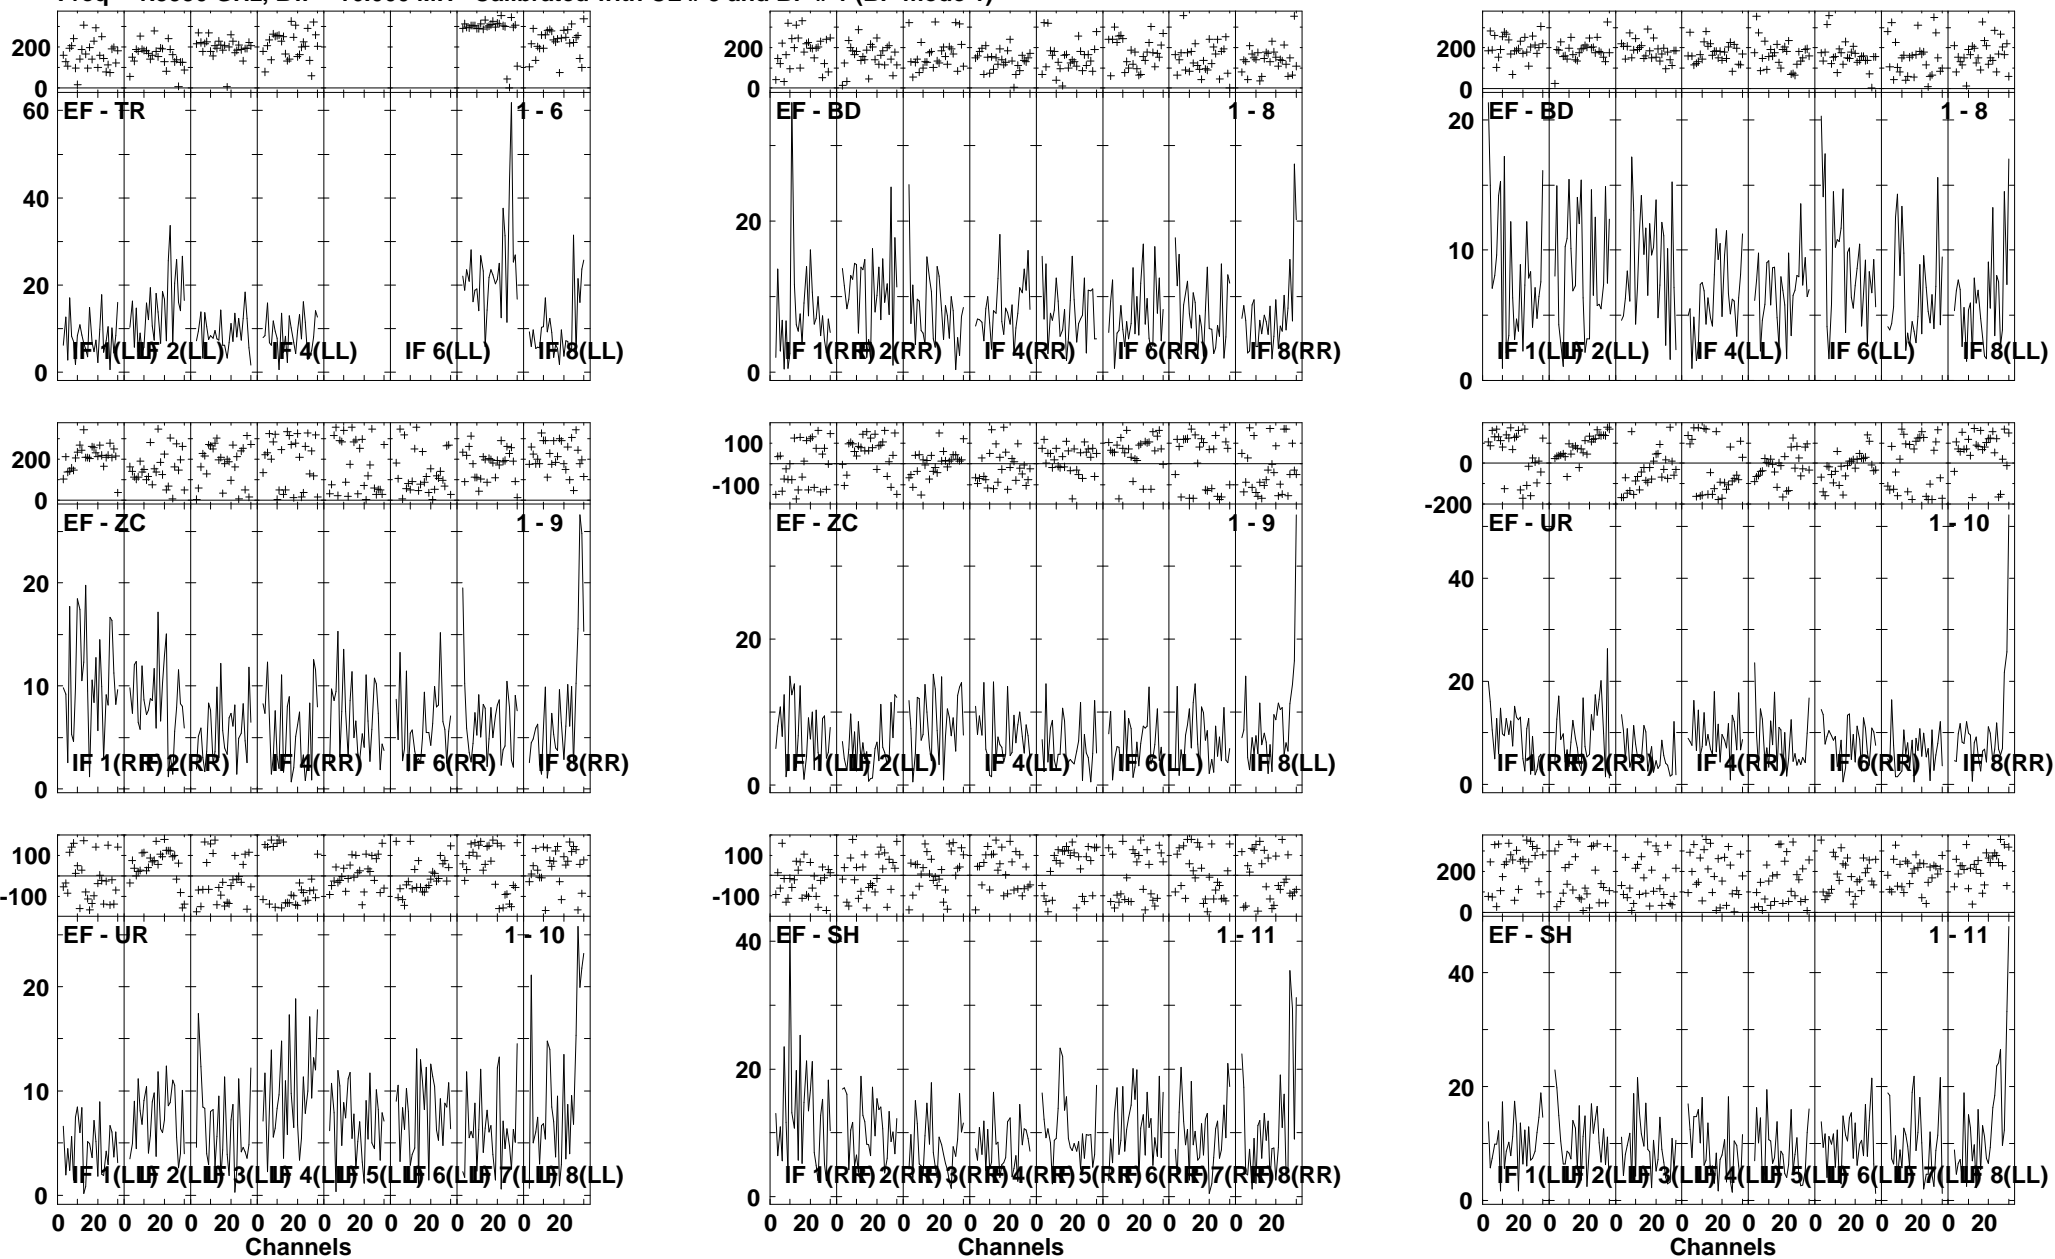 200
0
60
40
20
0
EF - TR
1 - 6
IF 1(LL)
IF 2(LL)
IF 4(LL)
IF 6(LL)
IF 8(LL)
200
0
20
0
EF - BD
1 - 8
IF 1(RR)
IF 2(RR)
IF 4(RR)
IF 6(RR)
IF 8(RR)
200
0
20
10
0
EF - BD
1 - 8
IF 1(LL)
IF 2(LL)
IF 4(LL)
IF 6(LL)
IF 8(LL)
200
0
20
10
0
EF - ZC
1 - 9
IF 1(RR)
IF 2(RR)
IF 4(RR)
IF 6(RR)
IF 8(RR)
100
-100
20
0
EF - ZC
1 - 9
IF 1(LL)
IF 2(LL)
IF 4(LL)
IF 6(LL)
IF 8(LL)
0
-200
40
20
0
EF - UR
1 - 10
IF 1(RR)
IF 2(RR)
IF 4(RR)
IF 6(RR)
IF 8(RR)
100
-100
20
10
0
EF - UR
1 - 10
IF 1(LL)
IF 2(LL)
IF 3(LL)
IF 4(LL)
IF 5(LL)
IF 6(LL)
IF 7(LL)
IF 8(LL)
0 20 0 20 0 20 0 20 0 20 0 20 0 20 0 20
Channels
100
-100
40
20
0
EF - SH
1 - 11
IF 1(RR)
IF 2(RR)
IF 3(RR)
IF 4(RR)
IF 5(RR)
IF 6(RR)
IF 7(RR)
IF 8(RR)
0 20 0 20 0 20 0 20 0 20 0 20 0 20 0 20
Channels
200
0
40
20
0
EF - SH
1 - 11
IF 1(LL)
IF 2(LL)
IF 3(LL)
IF 4(LL)
IF 5(LL)
IF 6(LL)
IF 7(LL)
IF 8(LL)
0 20 0 20 0 20 0 20 0 20 0 20 0 20 0 20
Channels